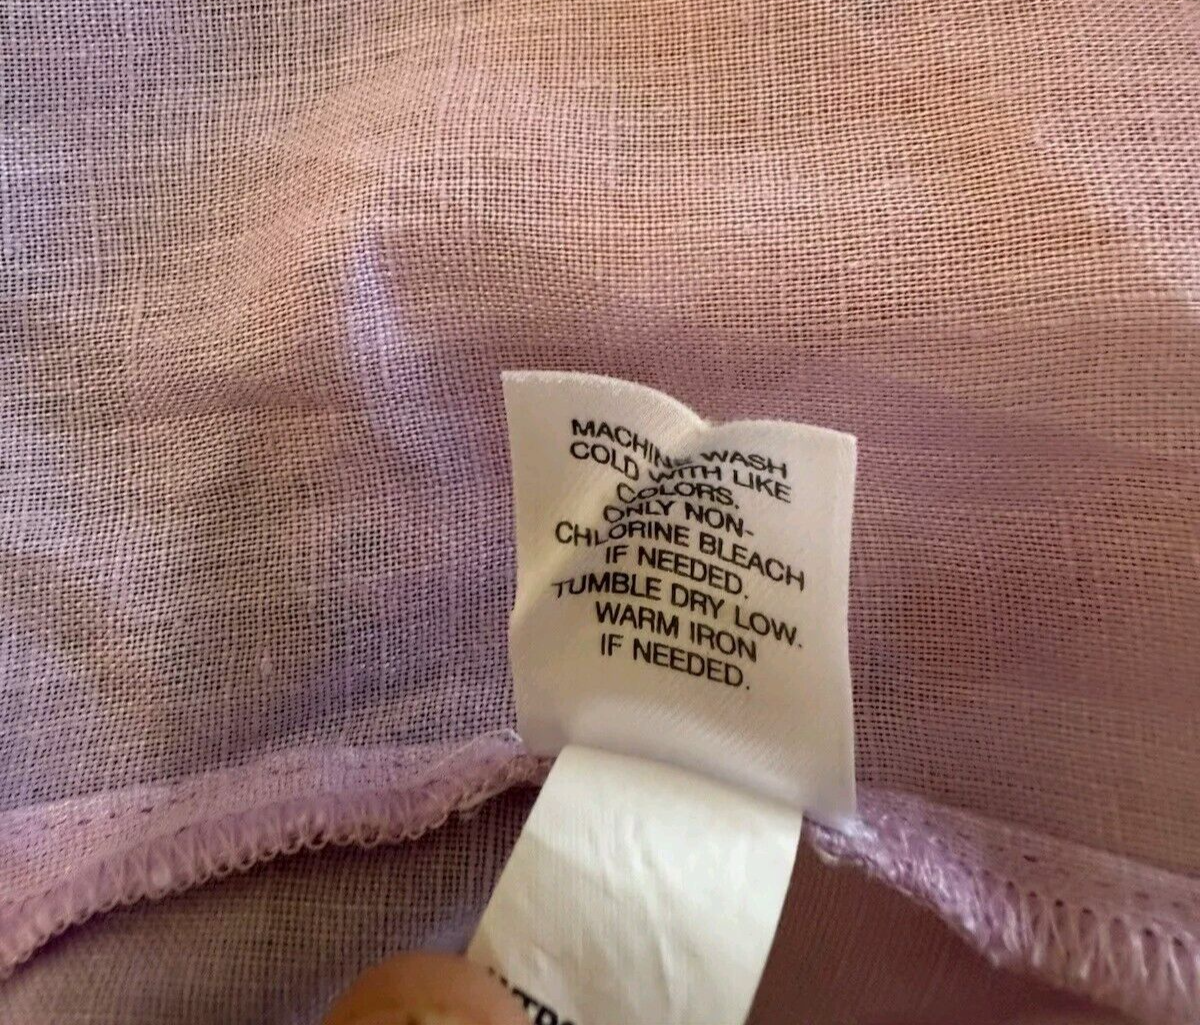 MACHINE WASH
COLD WITH LIKE
COLORS.
ONLY NON-
CHLORINE BLEACH
IF NEEDED.
TUMBLE DRY LOW.
WARM IRON
IF NEEDED.